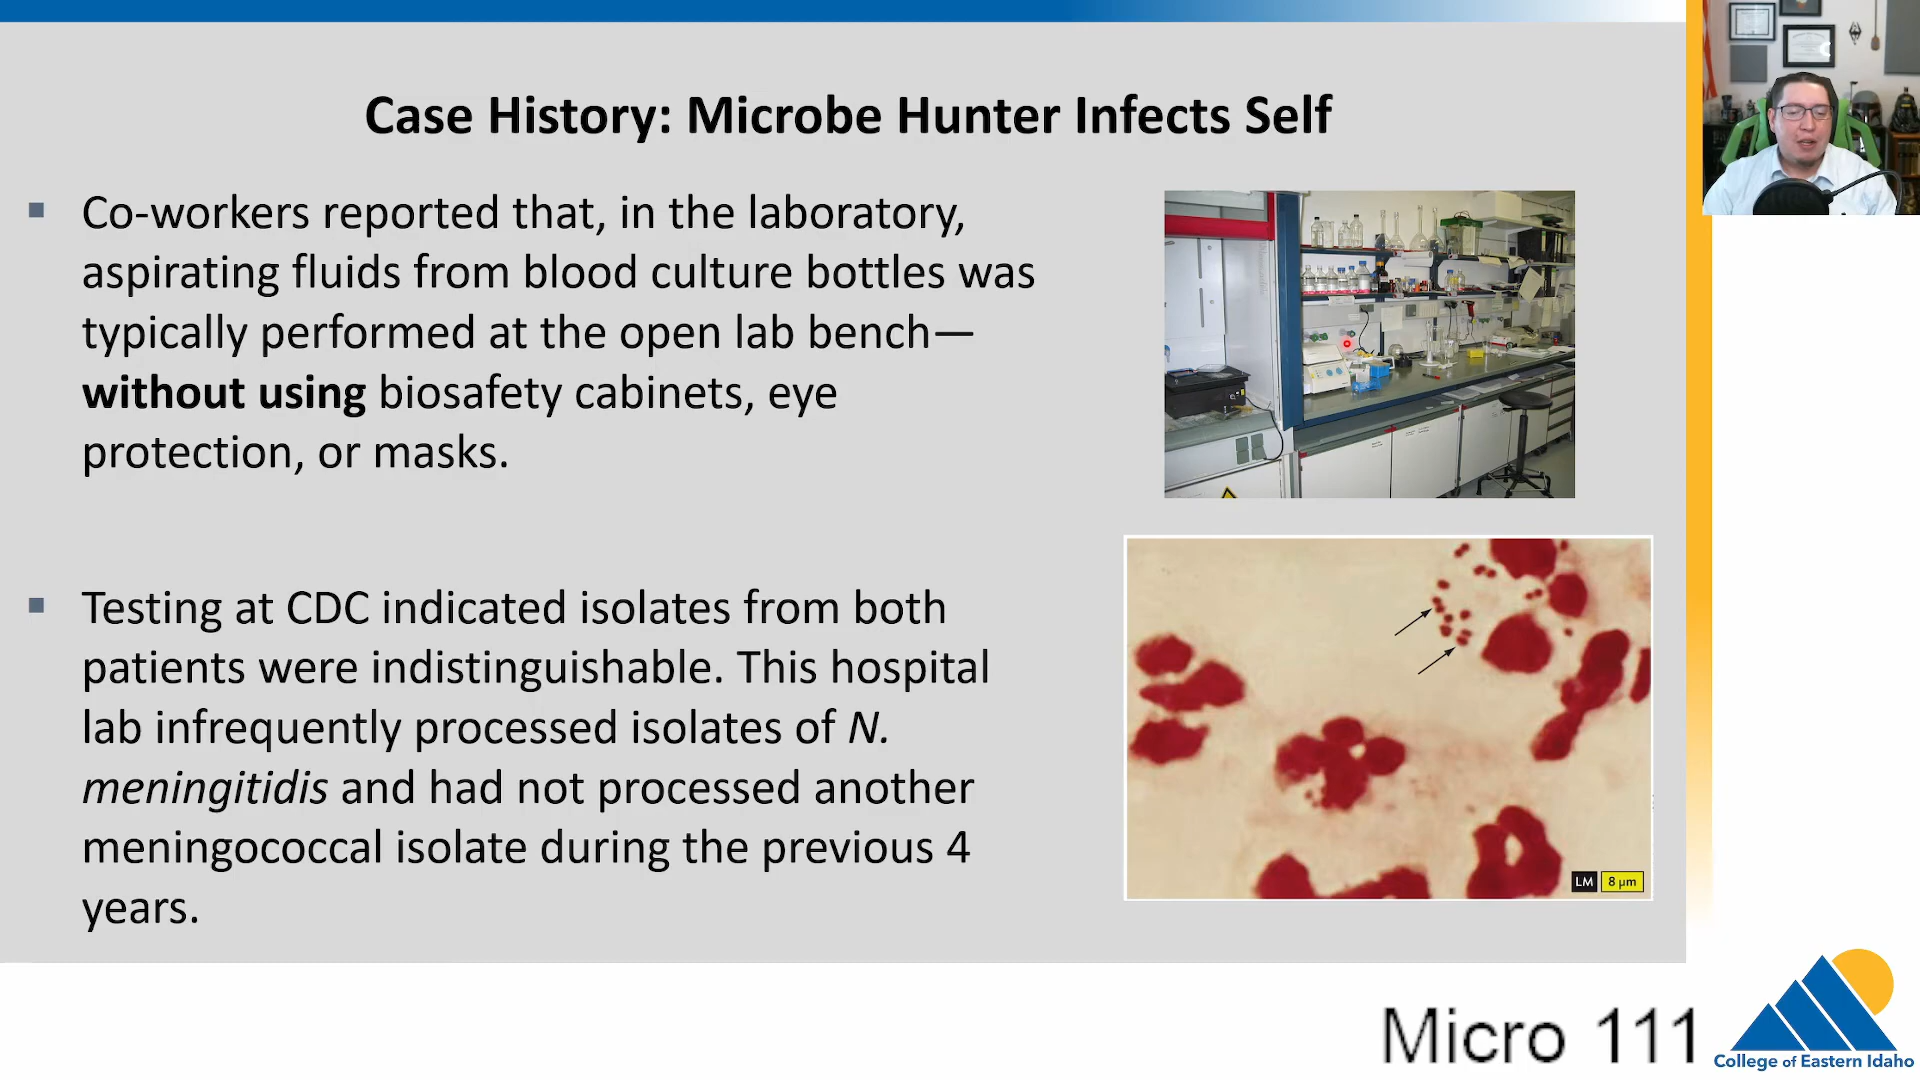 Case History: Microbe Hunter Infects Self
Co-workers reported that, in the laboratory,
aspirating fluids from blood culture bottles was
typically performed at the open lab bench—
without using biosafety cabinets, eye
protection, or masks.
Testing at CDC indicated isolates from both
patients were indistinguishable. This hospital
lab infrequently processed isolates of N.
meningitidis and had not processed another
meningococcal isolate during the previous 4
years.
LM 8 µm
Micro 111
College of Eastern Idaho